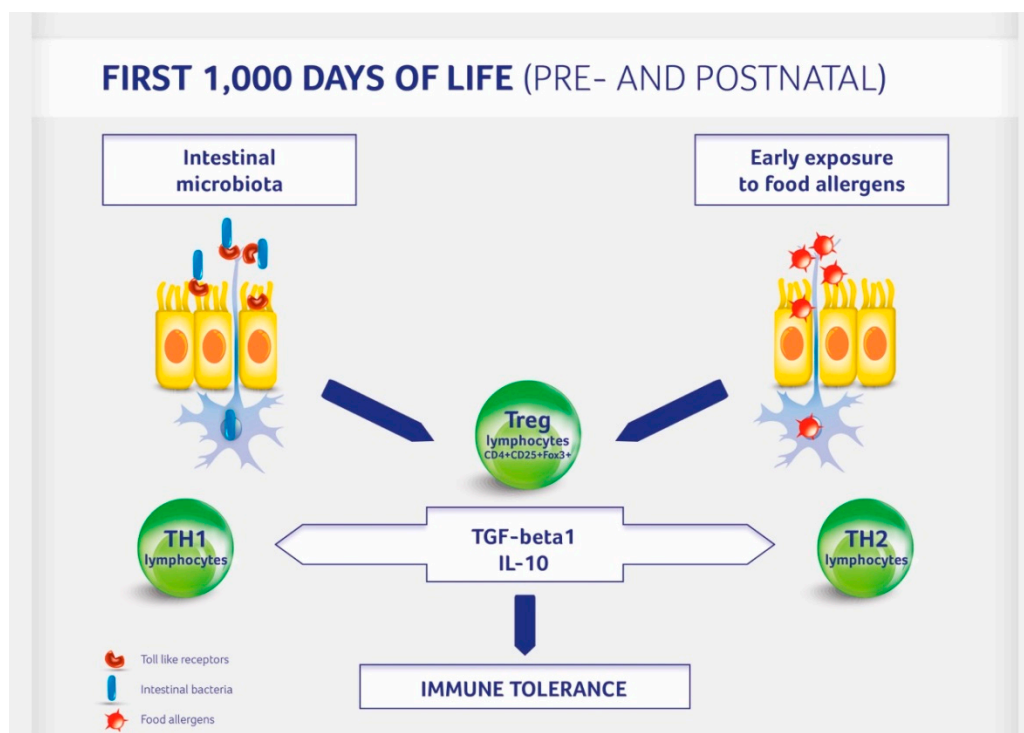 FIRST 1,000 DAYS OF LIFE (PRE- AND POSTNATAL)
Intestinal
microbiota
Early exposure
to food allergens
Treg
lymphocytes
CD4+CD25+Fox3+
TH1
lymphocytes
TGF-beta1
IL-10
TH2
lymphocytes
Toll like receptors
Intestinal bacteria
Food allergens
IMMUNE TOLERANCE